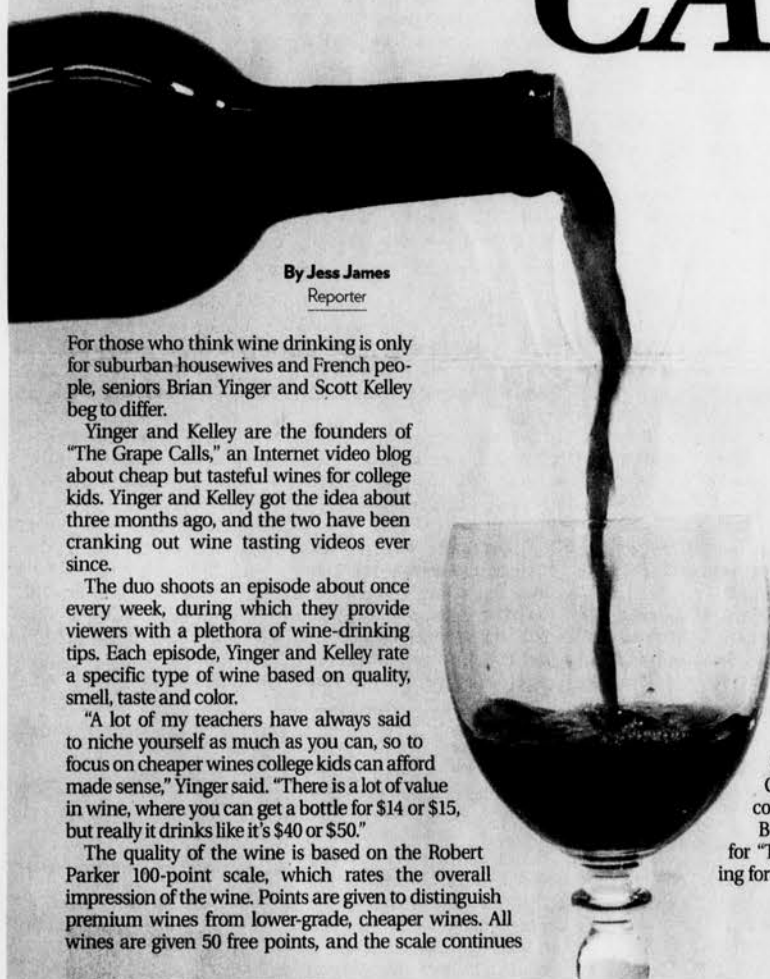 CA
By Jess James
Reporter
For those who think wine drinking is only
for suburban housewives and French peo-
ple, seniors Brian Yinger and Scott Kelley
beg to differ.
Yinger and Kelley are the founders of
"The Grape Calls," an Internet video blog
about cheap but tasteful wines for college
kids. Yinger and Kelley got the idea about
three months ago, and the two have been
cranking out wine tasting videos ever
since.
The duo shoots an episode about once
every week, during which they provide
viewers with a plethora of wine-drinking
tips. Each episode, Yinger and Kelley rate
a specific type of wine based on quality,
smell, taste and color.
"A lot of my teachers have always said
to niche yourself as much as you can, so to
focus on cheaper wines college kids can afford
made sense," Yinger said. "There is a lot of value
in wine, where you can get a bottle for $14 or $15,
but really it drinks like it's $40 or $50."
The quality of the wine is based on the Robert
Parker 100-point scale, which rates the overall
impression of the wine. Points are given to distinguish
premium wines from lower-grade, cheaper wines. All
wines are given 50 free points, and the scale continues
co
B
for "T
ing for